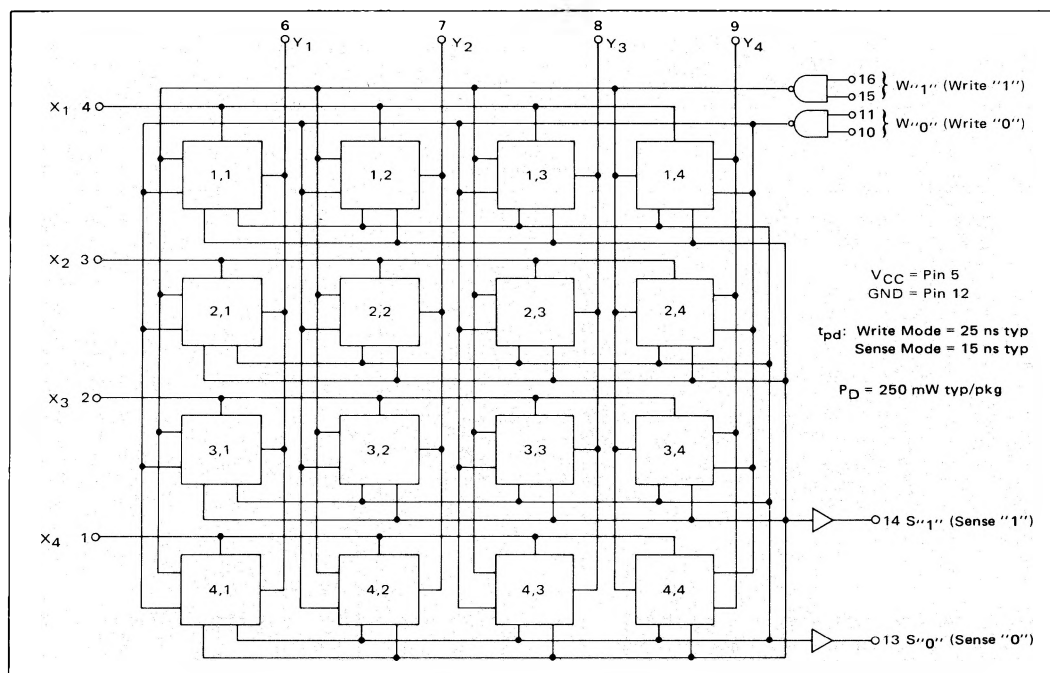 6 7 8 9
Y1 Y2 Y3 Y4
X1 4
16
15
W"1" (Write "1")
11
10
W"0" (Write "0")
1,1 1,2 1,3 1,4
X2 3
2,1 2,2 2,3 2,4
VCC = Pin 5
GND = Pin 12
tpd: Write Mode = 25 ns typ
Sense Mode = 15 ns typ
PD = 250 mW typ/pkg
X3 2
3,1 3,2 3,3 3,4
14 S"1" (Sense "1")
X4 1
4,1 4,2 4,3 4,4
13 S"0" (Sense "0")